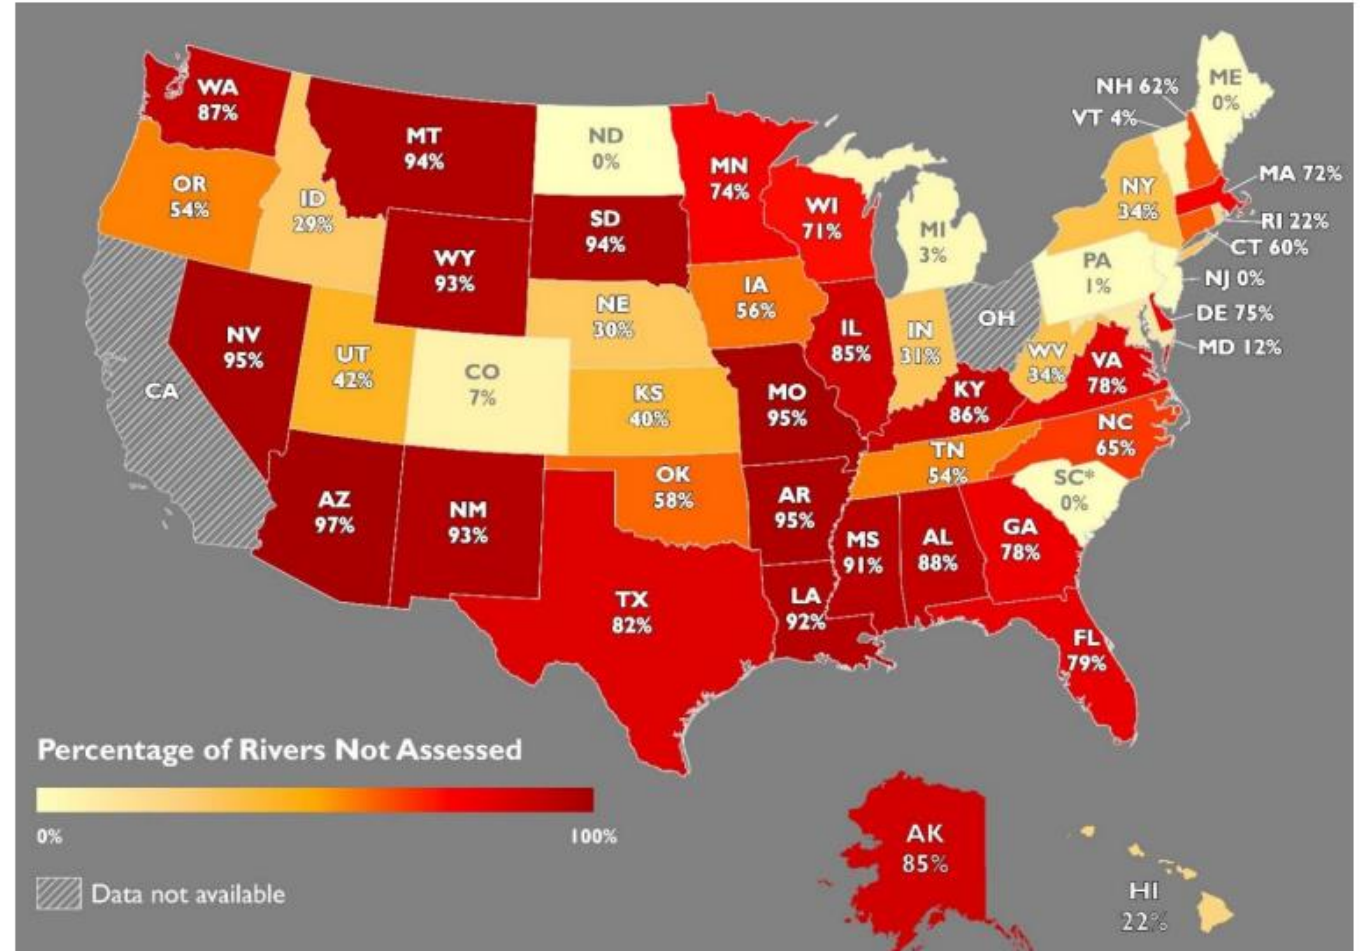 WA
87%
OR
54%
ID
29%
MT
94%
WY
93%
ND
0%
SD
94%
NE
30%
MN
74%
WI
71%
MI
3%
IA
56%
NV
95%
UT
42%
CO
7%
KS
40%
CA
AZ
97%
NM
93%
OK
58%
TX
82%
MO
95%
AR
95%
LA
92%
IL
85%
IN
31%
OH
KY
86%
TN
54%
MS
91%
AL
88%
GA
78%
FL
79%
SC*
0%
NC
65%
VA
78%
WV
34%
PA
1%
NY
34%
ME
0%
NH 62%
VT 4%
MA 72%
RI 22%
CT 60%
NJ 0%
DE 75%
MD 12%
Percentage of Rivers Not Assessed
0%
100%
Data not available
AK
85%
HI
22%